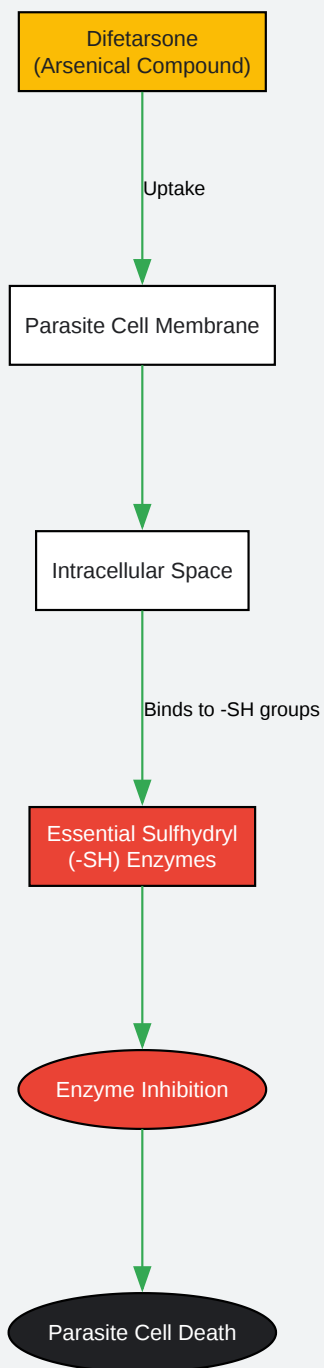 Difetarsone
(Arsenical Compound)
Uptake
Parasite Cell Membrane
Intracellular Space
Binds to -SH groups
Essential Sulfhydryl
(-SH) Enzymes
Enzyme Inhibition
Parasite Cell Death